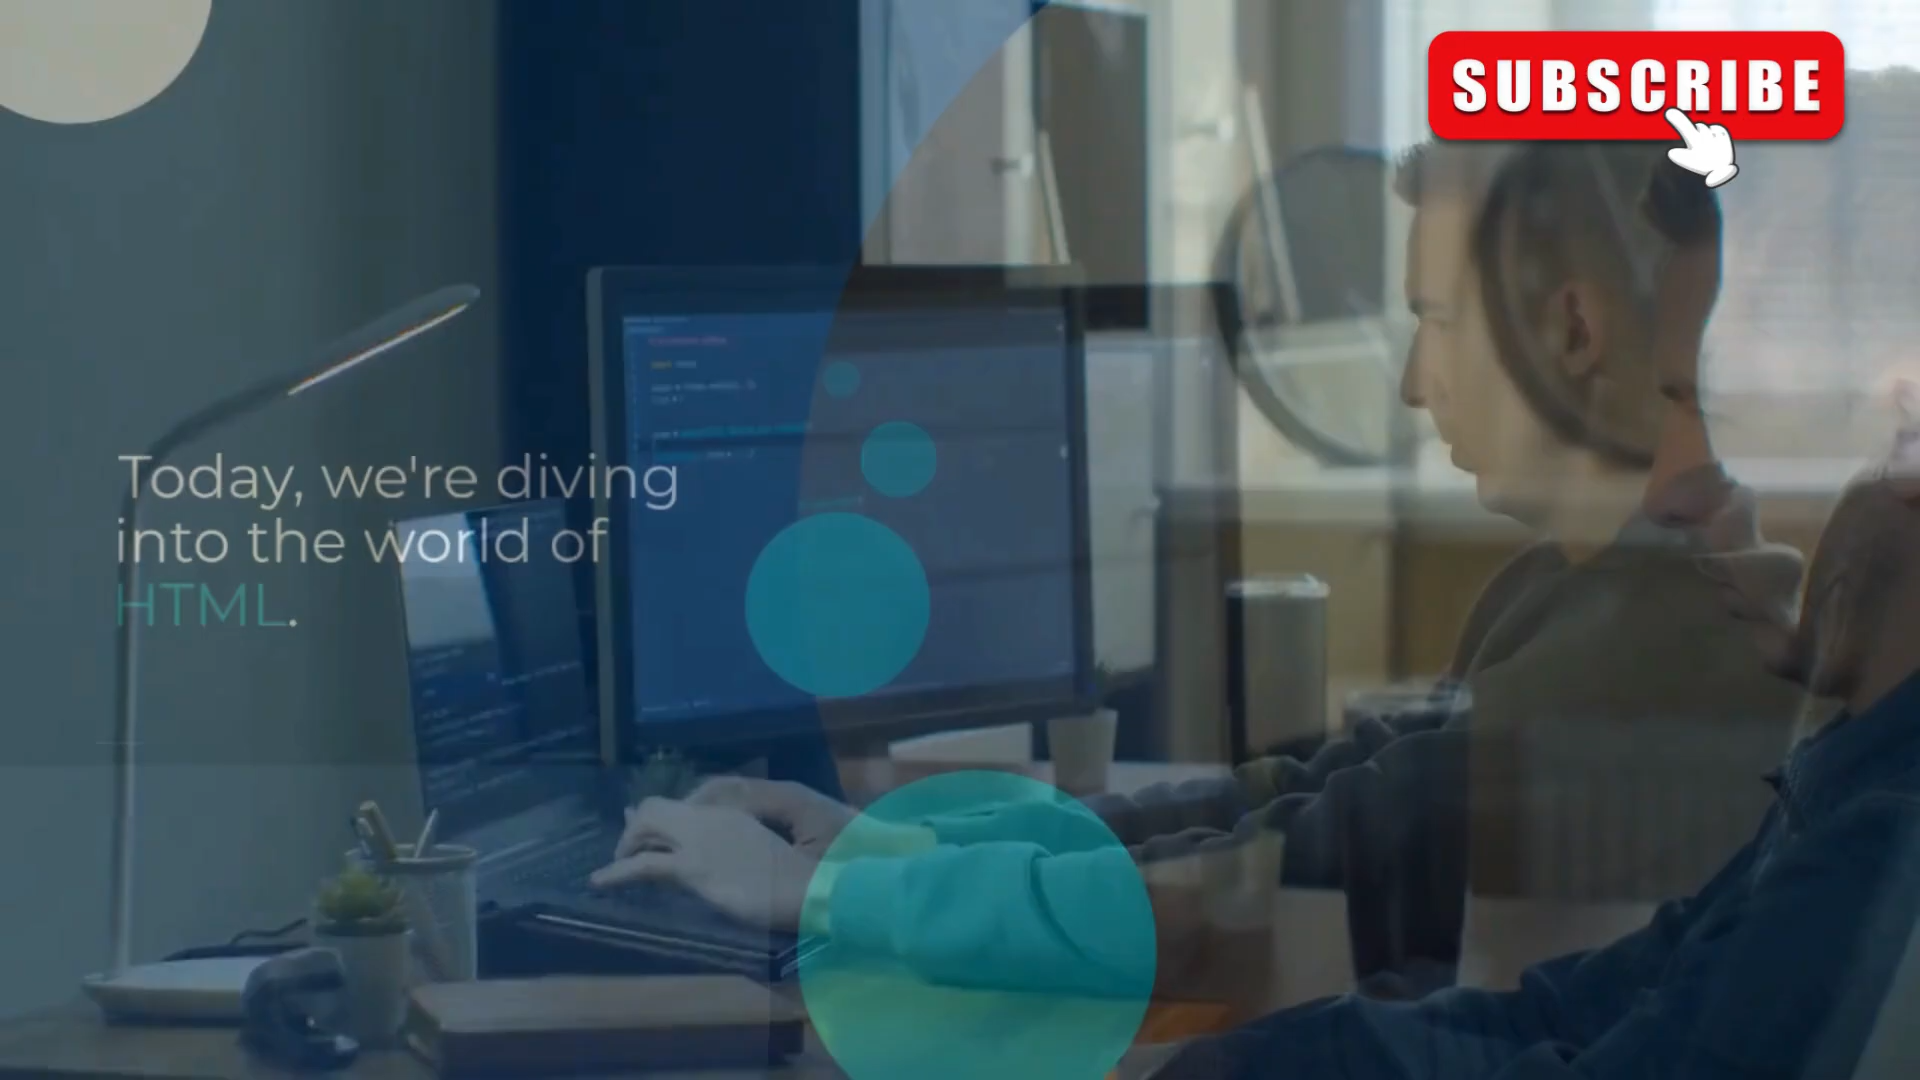 SUBSCRIBE
Today, we're diving
into the world of
HTML.